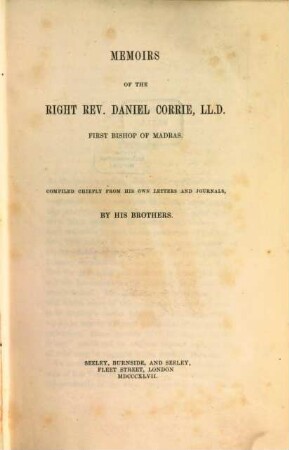 MEMOIRS
OF THE
RIGHT REV. DANIEL CORRIE, LL.D.
FIRST BISHOP OF MADRAS.
COMPILED CHIEFLY FROM HIS OWN LETTERS AND JOURNALS,
BY HIS BROTHERS.
SEELEY, BURNSIDE, AND SEELEY,
FLEET STREET, LONDON
MDCCCXLVII.